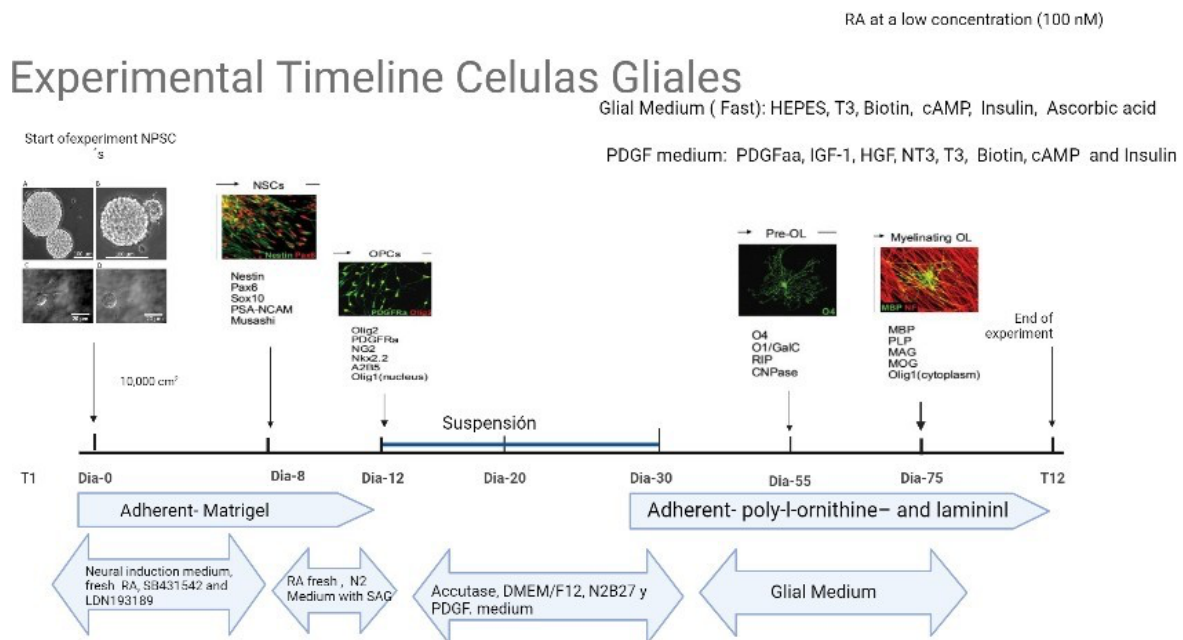 RA at a low concentration (100 nM)
Experimental Timeline Celulas Gliales
Glial Medium ( Fast): HEPES, T3, Biotin, cAMP, Insulin, Ascorbic acid
PDGF medium: PDGFaa, IGF-1, HGF, NT3, T3, Biotin, cAMP and Insulin
Start ofexperiment NPSC
´s
A
B
C
D
NSCs
Nestin Pax6
Nestin
Pax6
Sox10
PSA-NCAM
Musashi
OPCs
PDGFRa Olig2
Olig2
PDGFRa
NG2
Nkx2.2
A2B5
Olig1(nucleus)
Pre-OL
O4
O4
O1/GalC
RIP
CNPase
Myelinating OL
MBP NF
MBP
PLP
MAG
MOG
Olig1(cytoplasm)
End of
experiment
10,000 cm²
Suspensión
T1
Dia-0
Dia-8
Dia-12
Dia-20
Dia-30
Dia-55
Dia-75
T12
Adherent- Matrigel
Adherent- poly-l-ornithine– and lamininl
Neural induction medium,
fresh RA, SB431542 and
LDN193189
RA fresh , N2
Medium with SAG
Accutase, DMEM/F12, N2B27 y
PDGF. medium
Glial Medium